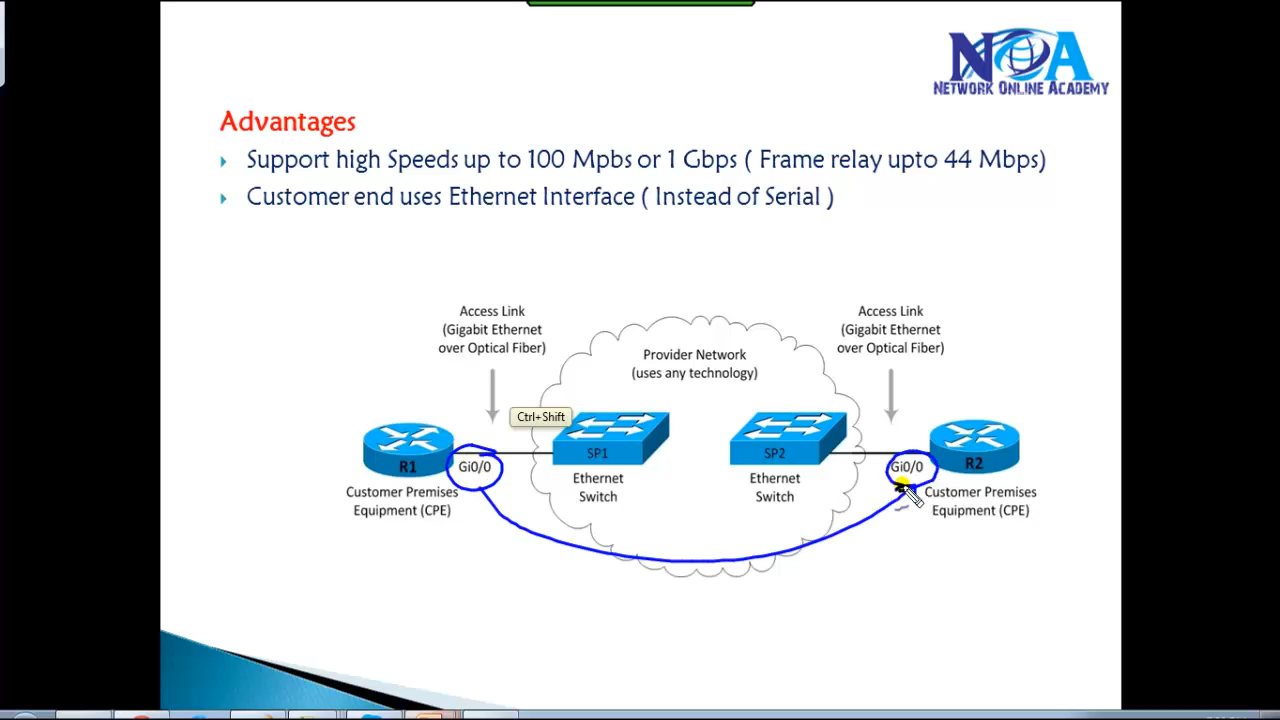 NOA
NETWORK ONLINE ACADEMY
Advantages
Support high Speeds up to 100 Mpbs or 1 Gbps ( Frame relay upto 44 Mbps)
Customer end uses Ethernet Interface ( Instead of Serial )
Access Link
(Gigabit Ethernet
over Optical Fiber)
Access Link
(Gigabit Ethernet
over Optical Fiber)
Provider Network
(uses any technology)
Ctrl+Shift
R1
Gi0/0
SP1
SP2
Gi0/0
R2
Customer Premises
Equipment (CPE)
Ethernet
Switch
Ethernet
Switch
Customer Premises
Equipment (CPE)